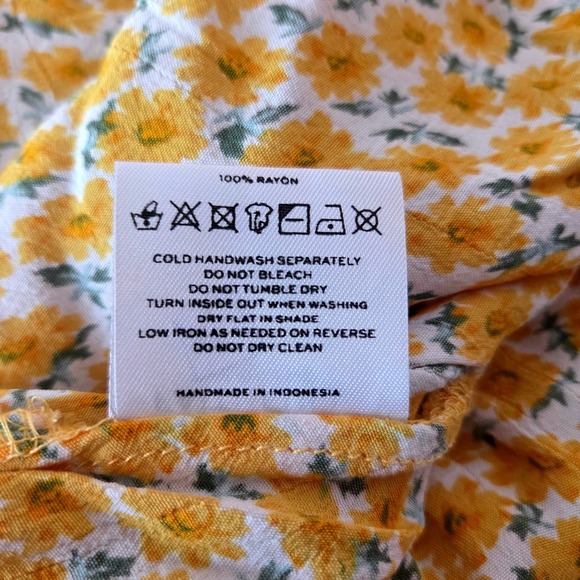 100% RAYON
COLD HANDWASH SEPARATELY
DO NOT BLEACH
DO NOT TUMBLE DRY
TURN INSIDE OUT WHEN WASHING
DRY FLAT IN SHADE
LOW IRON AS NEEDED ON REVERSE
DO NOT DRY CLEAN
HANDMADE IN INDONESIA